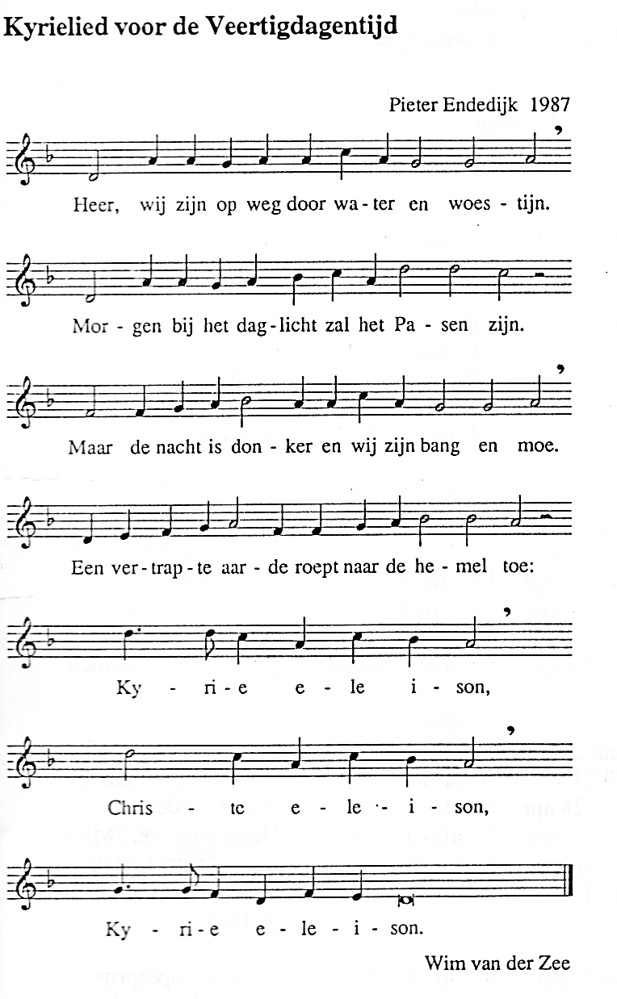 Kyrielied voor de Veertigdagentijd
Pieter Endedijk 1987
Heer, wij zijn op weg door wa - ter en woes - tijn.
Mor - gen bij het dag - licht zal het Pa - sen zijn.
Maar de nacht is don - ker en wij zijn bang en moe.
Een ver - trap - te aar - de roept naar de he - mel toe:
Ky - ri - e e - le i - son,
Chris - te e - le - i - son,
Ky - ri - e e - le - i - son.
Wim van der Zee